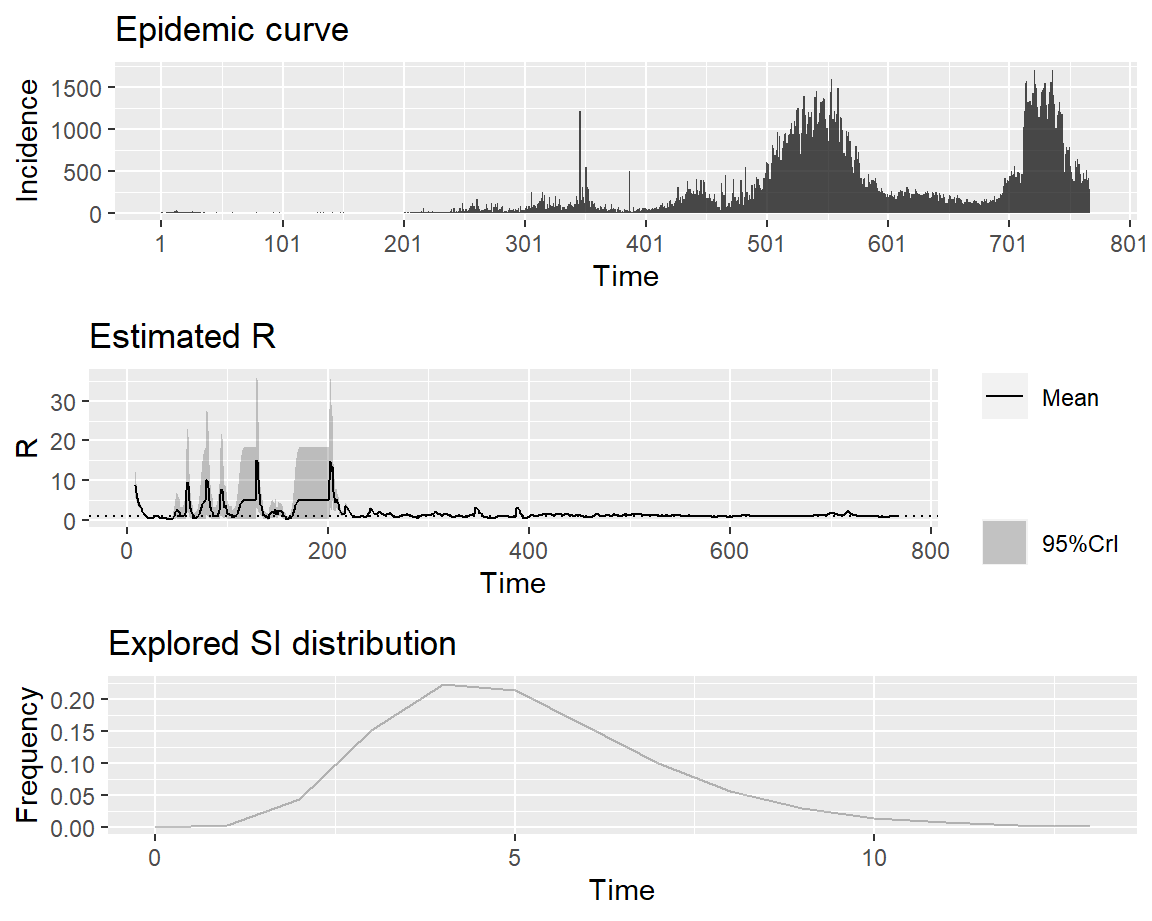 Epidemic curve
Incidence
1500
1000
500
0
1 101 201 301 401 501 601 701 801
Time
Estimated R
R
30
20
10
0
0 200 400 600 800
Time
Mean
95%CrI
Explored SI distribution
Frequency
0.20
0.15
0.10
0.05
0.00
0 5 10
Time